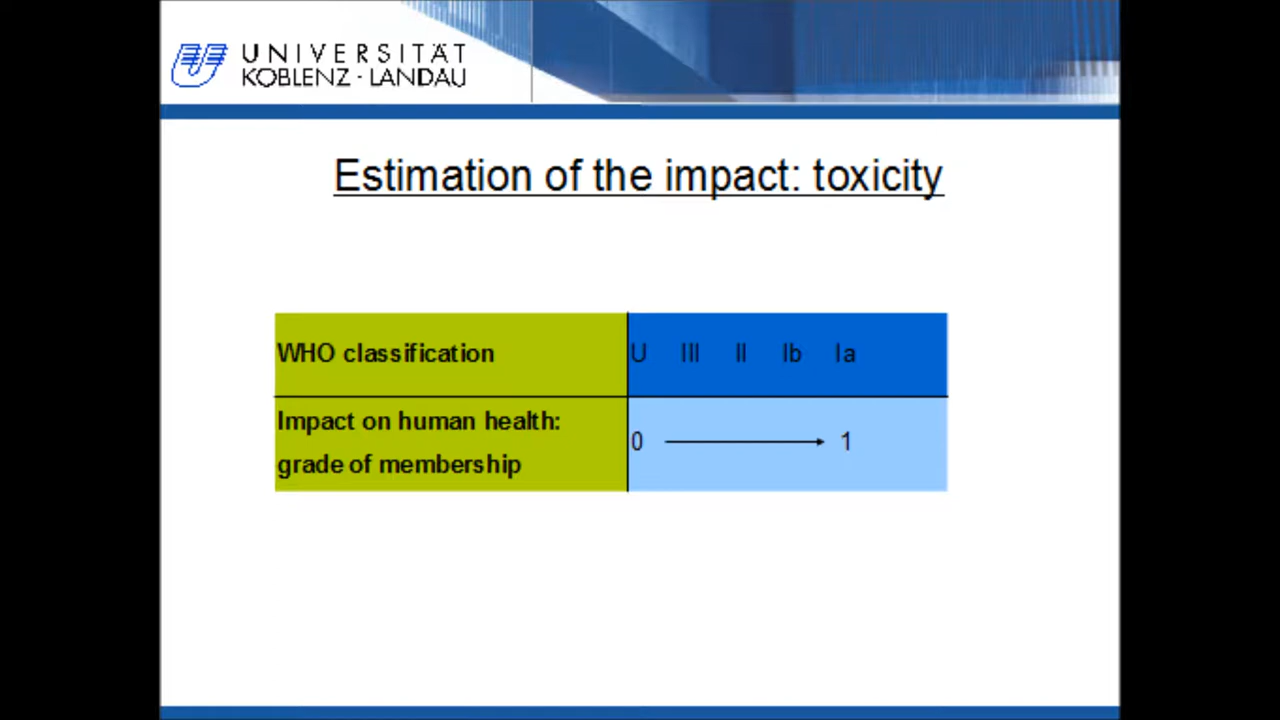 UNIVERSITÄT
KOBLENZ · LANDAU
Estimation of the impact: toxicity
WHO classification
U III II Ib Ia
Impact on human health:
grade of membership
0 1